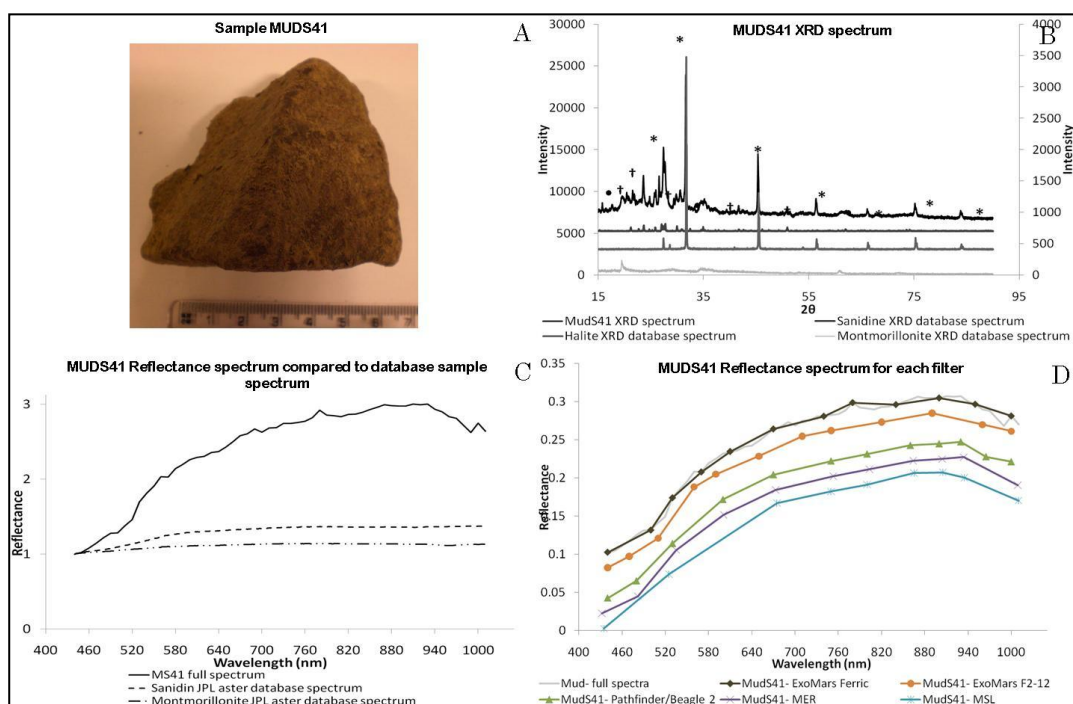 Sample MUDS41
A
1 2 3 4 5 6 7
MUDS41 XRD spectrum
B
30000
25000
20000
15000
10000
5000
0
Intensity
4000
3500
3000
2500
2000
1500
1000
500
0
Intensity
15 35 55 75 95
2θ
MudS41 XRD spectrum
Sanidine XRD database spectrum
Halite XRD database spectrum
Montmorillonite XRD database spectrum
MUDS41 Reflectance spectrum compared to database sample
spectrum
C
3
2
1
0
Reflectance
400 460 520 580 640 700 760 820 880 940 1000
Wavelength (nm)
MS41 full spectrum
Sanidin JPL aster database spectrum
Montmorillonite JPL aster database spectrum
MUDS41 Reflectance spectrum for each filter
D
0.35
0.3
0.25
0.2
0.15
0.1
0.05
0
Reflectance
400 460 520 580 640 700 760 820 880 940 1000
Wavelength (nm)
Mud- full spectra
MudS41- ExoMars Ferric
MudS41- ExoMars F2-12
MudS41- Pathfinder/Beagle 2
MudS41- MER
MudS41- MSL